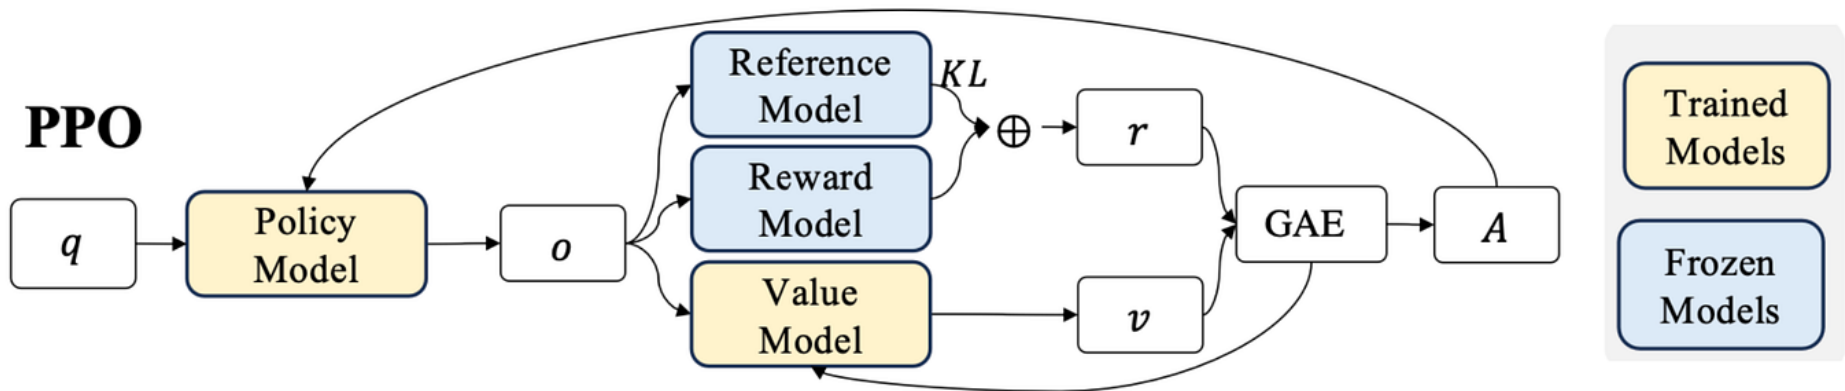 PPO
q
Policy
Model
o
Reference
Model
KL
Reward
Model
Value
Model
⊕
r
v
GAE
A
Trained
Models
Frozen
Models